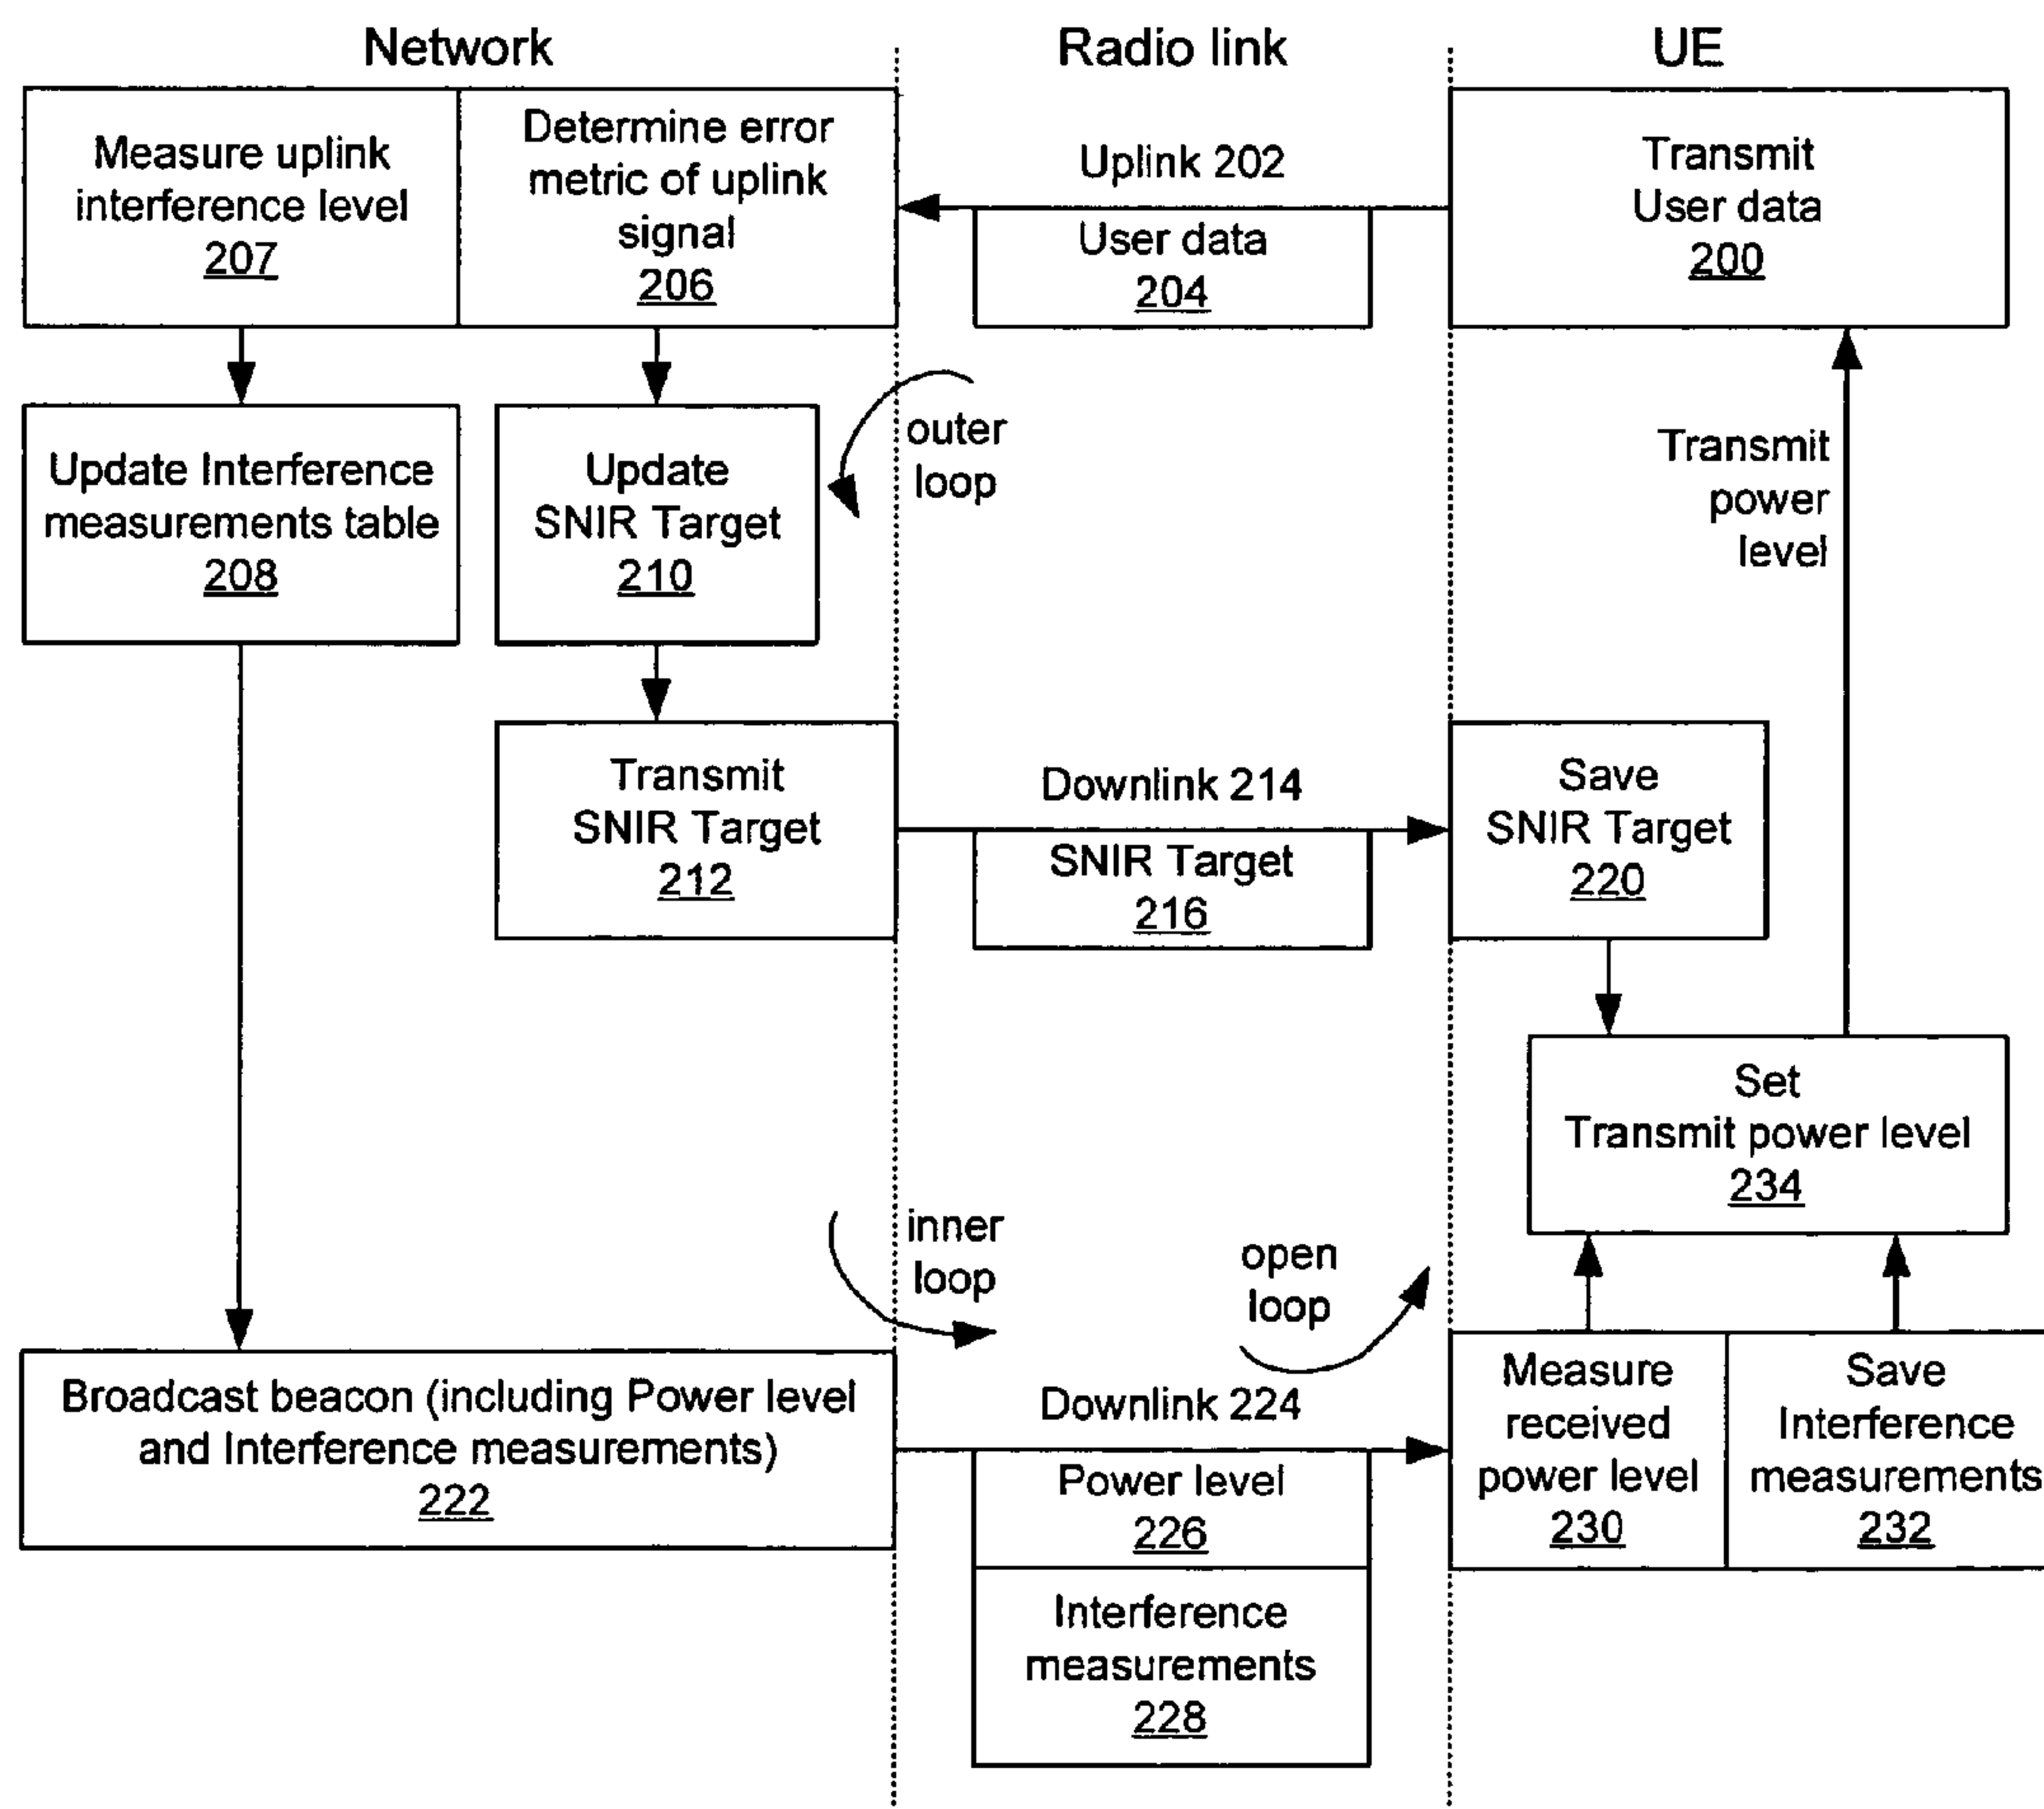 Network
Radio link
UE
Measure uplink
interference level
207
Determine error
metric of uplink
signal
206
Uplink 202
User data
204
Transmit
User data
200
Update Interference
measurements table
208
Update
SNIR Target
210
outer
loop
Transmit
power
level
Transmit
SNIR Target
212
Downlink 214
SNIR Target
216
Save
SNIR Target
220
Set
Transmit power level
234
inner
loop
open
loop
Broadcast beacon (including Power level
and Interference measurements)
222
Downlink 224
Power level
226
Interference
measurements
228
Measure
received
power level
230
Save
Interference
measurements
232